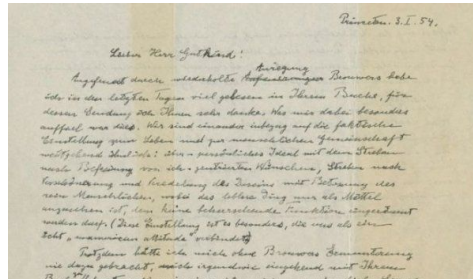 Princeton. 3. I. 54.
Lieber Herr Gutkind!
Anregung
Angefeuert durch wiederholte Brouwers habe
ich in den letzten Tagen viel gelesen in Ihrem Buche, für
dessen Sendung ich Ihnen sehr danke. Was mir dabei besonders
auffiel war dies. Wir sind einander inbezug auf die faktische
Einstellung zum Leben und zur menschlichen Gemeinschaft
weitgehend ähnlich: persönliches Ideal mit dem Streben
nach Befreiung von ich-zentrierten Wünschen, Streben nach
Verschönerung und Veredelung des Daseins mit Betonung des
rein Menschlichen, wobei das leblose Ding nur als Mittel
anzusehen ist, dem keine beherrschende Funktion eingeräumt
werden darf. (Diese Einstellung ist es besonders, die uns als ein
echt „unamerican attitude" verbindet)
Trotzdem hätte ich mich ohne Brouwers Ermunterung
nie dazu gebracht, mich irgendwie eingehend mit Ihrem